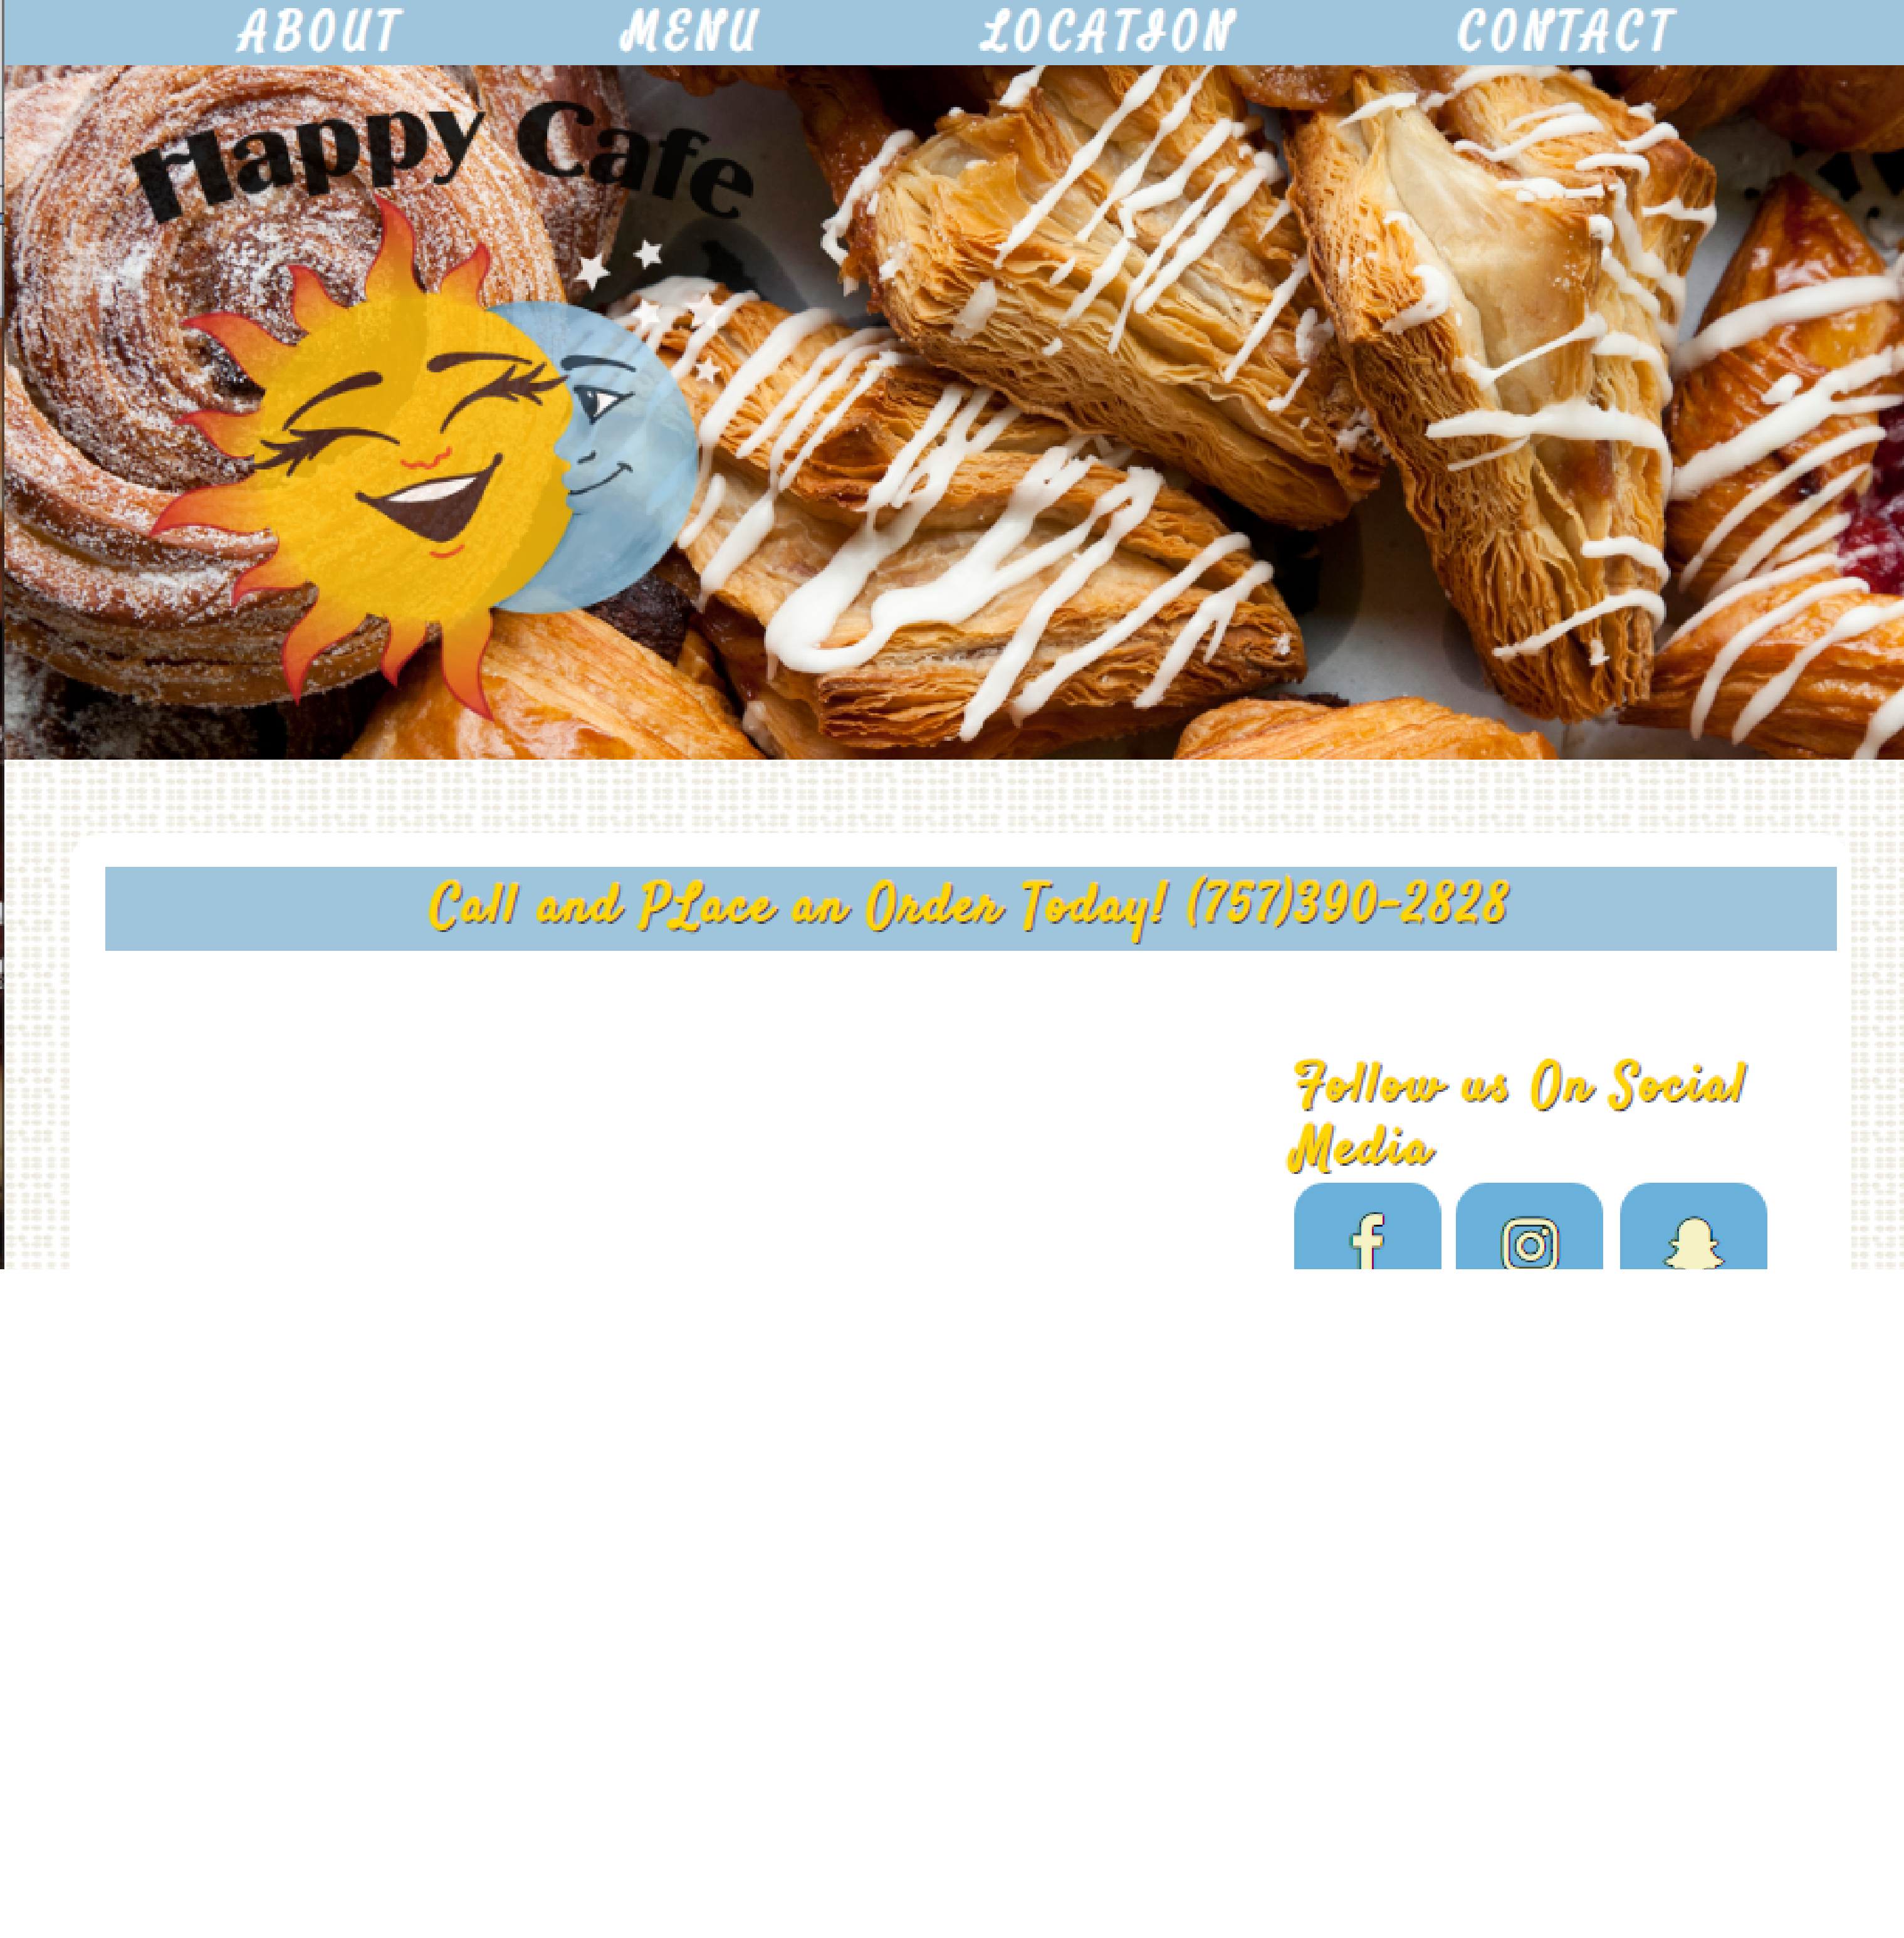 ABOUT MENU LOCATION CONTACT
Happy Cafe
Call and PLace an Order Today! (757)390-2828
Follow us On Social
Media